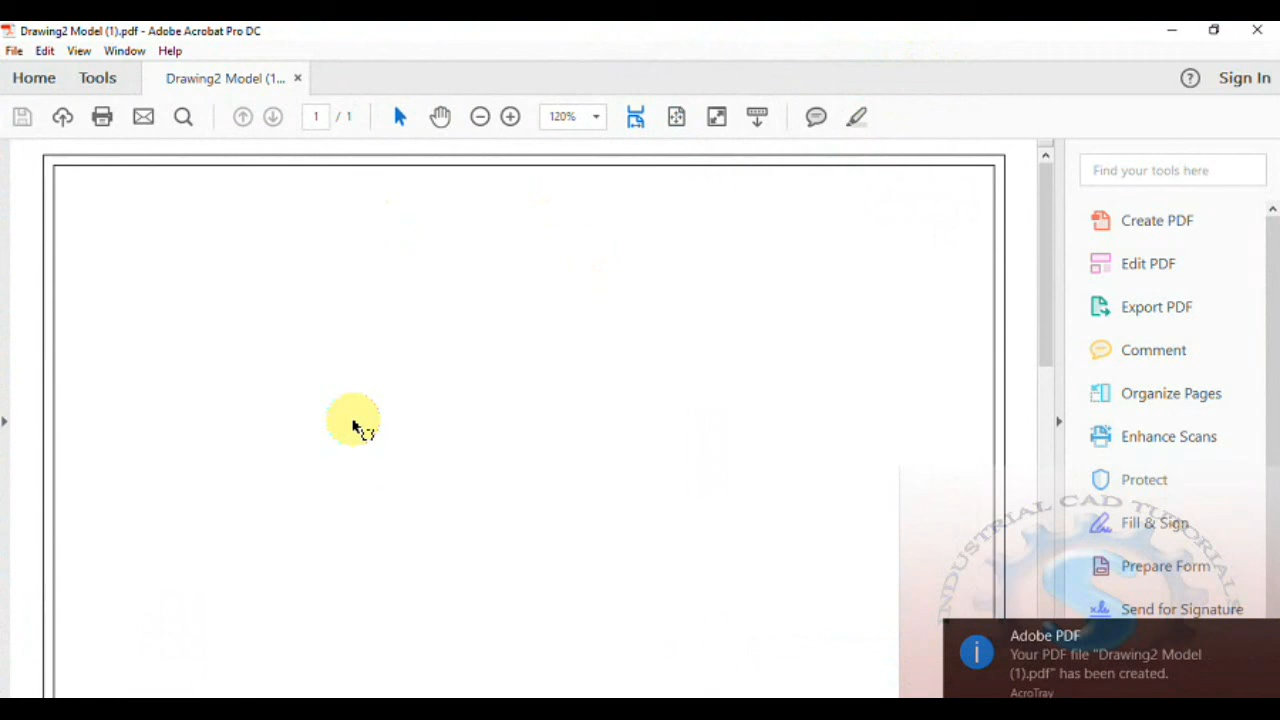 Drawing2 Model (1).pdf - Adobe Acrobat Pro DC
File Edit View Window Help
Home Tools Drawing2 Model (1... × ? Sign In
1 / 1 120%
Find your tools here
Create PDF
Edit PDF
Export PDF
Comment
Organize Pages
Enhance Scans
Protect
Fill & Sign
Prepare Form
Send for Signature
INDUSTRIAL CAD TUTORIALS
Adobe PDF
Your PDF file "Drawing2 Model
(1).pdf" has been created.
AcroTray